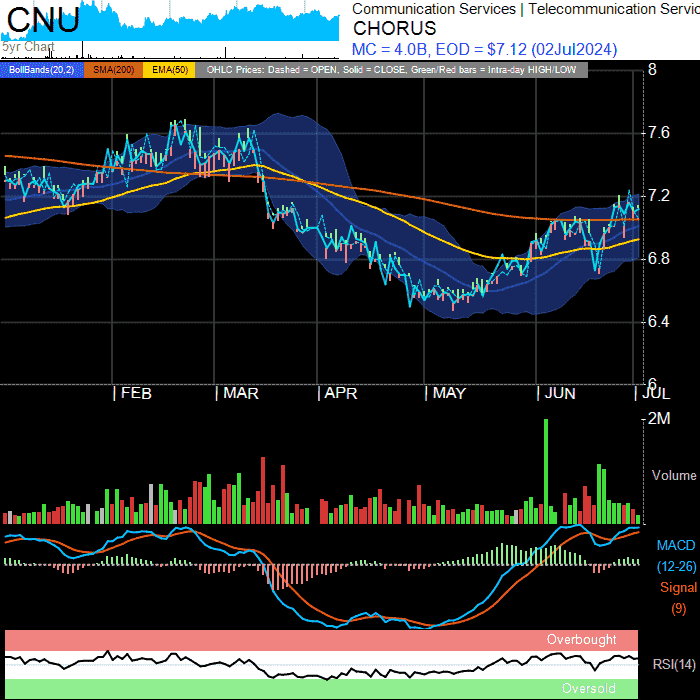 CNU
Communication Services | Telecommunication Servic
CHORUS
MC = 4.0B, EOD = $7.12 (02Jul2024)
5yr Chart
BollBands(20,2) SMA(200) EMA(50) OHLC Prices: Dashed = OPEN, Solid = CLOSE, Green/Red bars = Intra-day HIGH/LOW
8
7.6
7.2
6.8
6.4
6
| FEB | MAR | APR | MAY | JUN | JUL
2M
Volume
MACD
(12-26)
Signal
(9)
Overbought
RSI(14)
Oversold